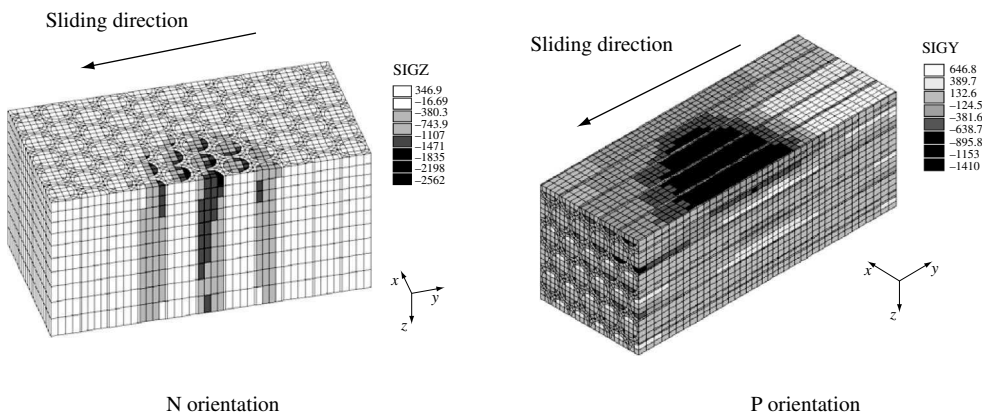 Sliding direction
SIGZ
346.9
–16.69
–380.3
–743.9
–1107
–1471
–1835
–2198
–2562
x
y
z
N orientation
Sliding direction
SIGY
646.8
389.7
132.6
–124.5
–381.6
–638.7
–895.8
–1153
–1410
x
y
z
P orientation